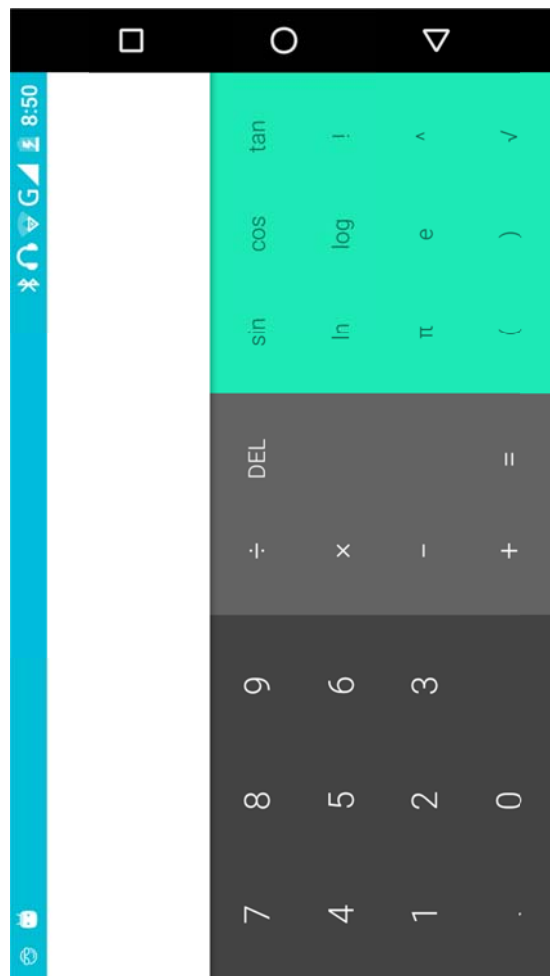 G 8:50
7 8 9 ÷ DEL sin cos tan
4 5 6 × ln log !
1 2 3 − π e ^
. 0 + = ( ) √